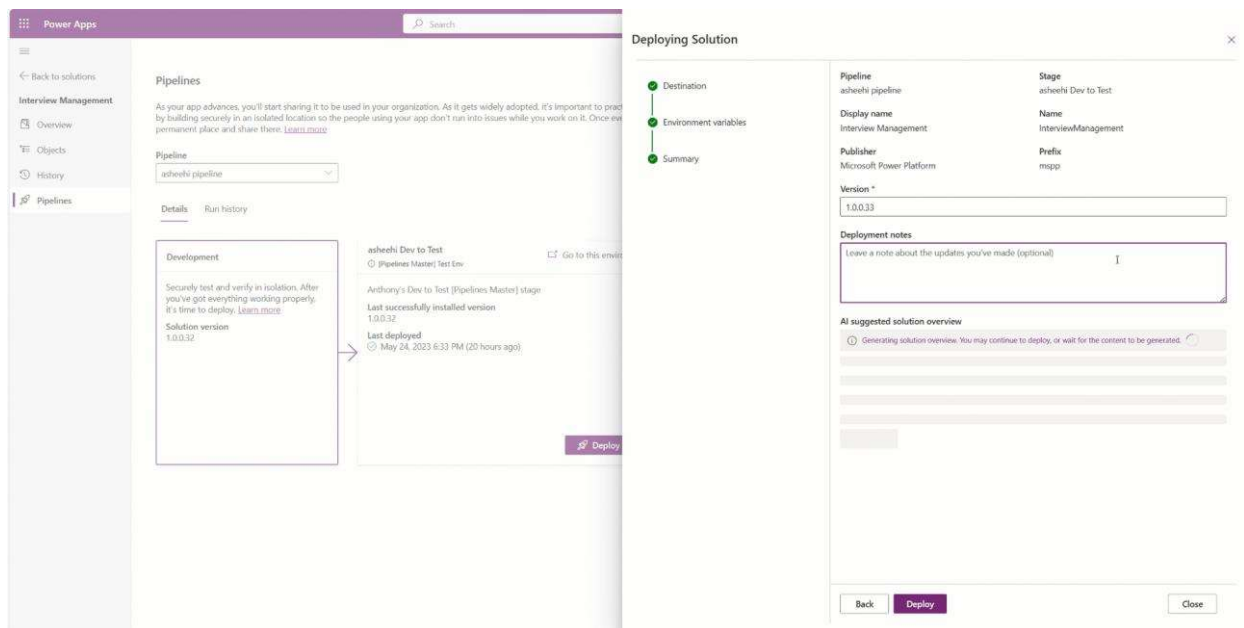 Power Apps
Search
Back to solutions
Interview Management
Overview
Objects
History
Pipelines
Pipelines
As your app advances, you'll start sharing it to be used in your organization. As it gets widely adopted, it's important to prac
by building securely in an isolated location so the people using your app don't run into issues while you work on it. Once eve
permanent place and share there. Learn more
Pipeline
asheehi pipeline
Details Run history
Development
Securely test and verify in isolation. After
you've got everything working properly,
it's time to deploy. Learn more
Solution version
1.0.0.32
asheehi Dev to Test
[Pipelines Master] Test Env
Go to this enviro
Anthony's Dev to Test [Pipelines Master] stage
Last successfully installed version
1.0.0.32
Last deployed
May 24, 2023 6:33 PM (20 hours ago)
Deploy
Deploying Solution
Destination
Environment variables
Summary
Pipeline
asheehi pipeline
Stage
asheehi Dev to Test
Display name
Interview Management
Name
InterviewManagement
Publisher
Microsoft Power Platform
Prefix
mspp
Version *
1.0.0.33
Deployment notes
Leave a note about the updates you've made (optional)
AI suggested solution overview
Generating solution overview. You may continue to deploy, or wait for the content to be generated.
Back Deploy Close